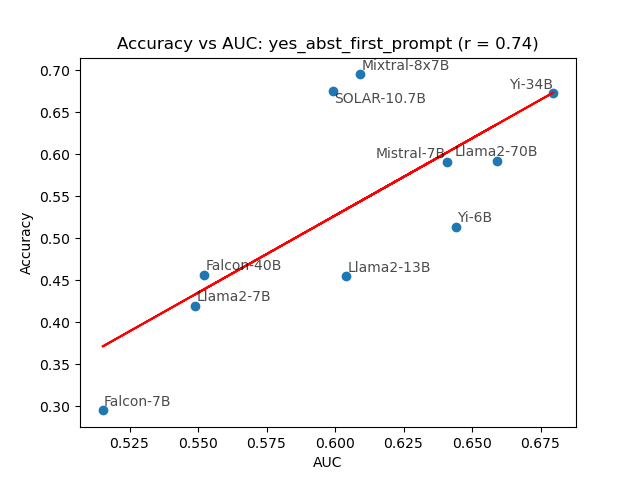 Accuracy vs AUC: yes_abst_first_prompt (r = 0.74)
Accuracy
0.70
0.65
0.60
0.55
0.50
0.45
0.40
0.35
0.30
Mixtral-8x7B
Yi-34B
SOLAR-10.7B
Mistral-7B
Llama2-70B
Yi-6B
Falcon-40B
Llama2-13B
Llama2-7B
Falcon-7B
0.525
0.550
0.575
0.600
0.625
0.650
0.675
AUC